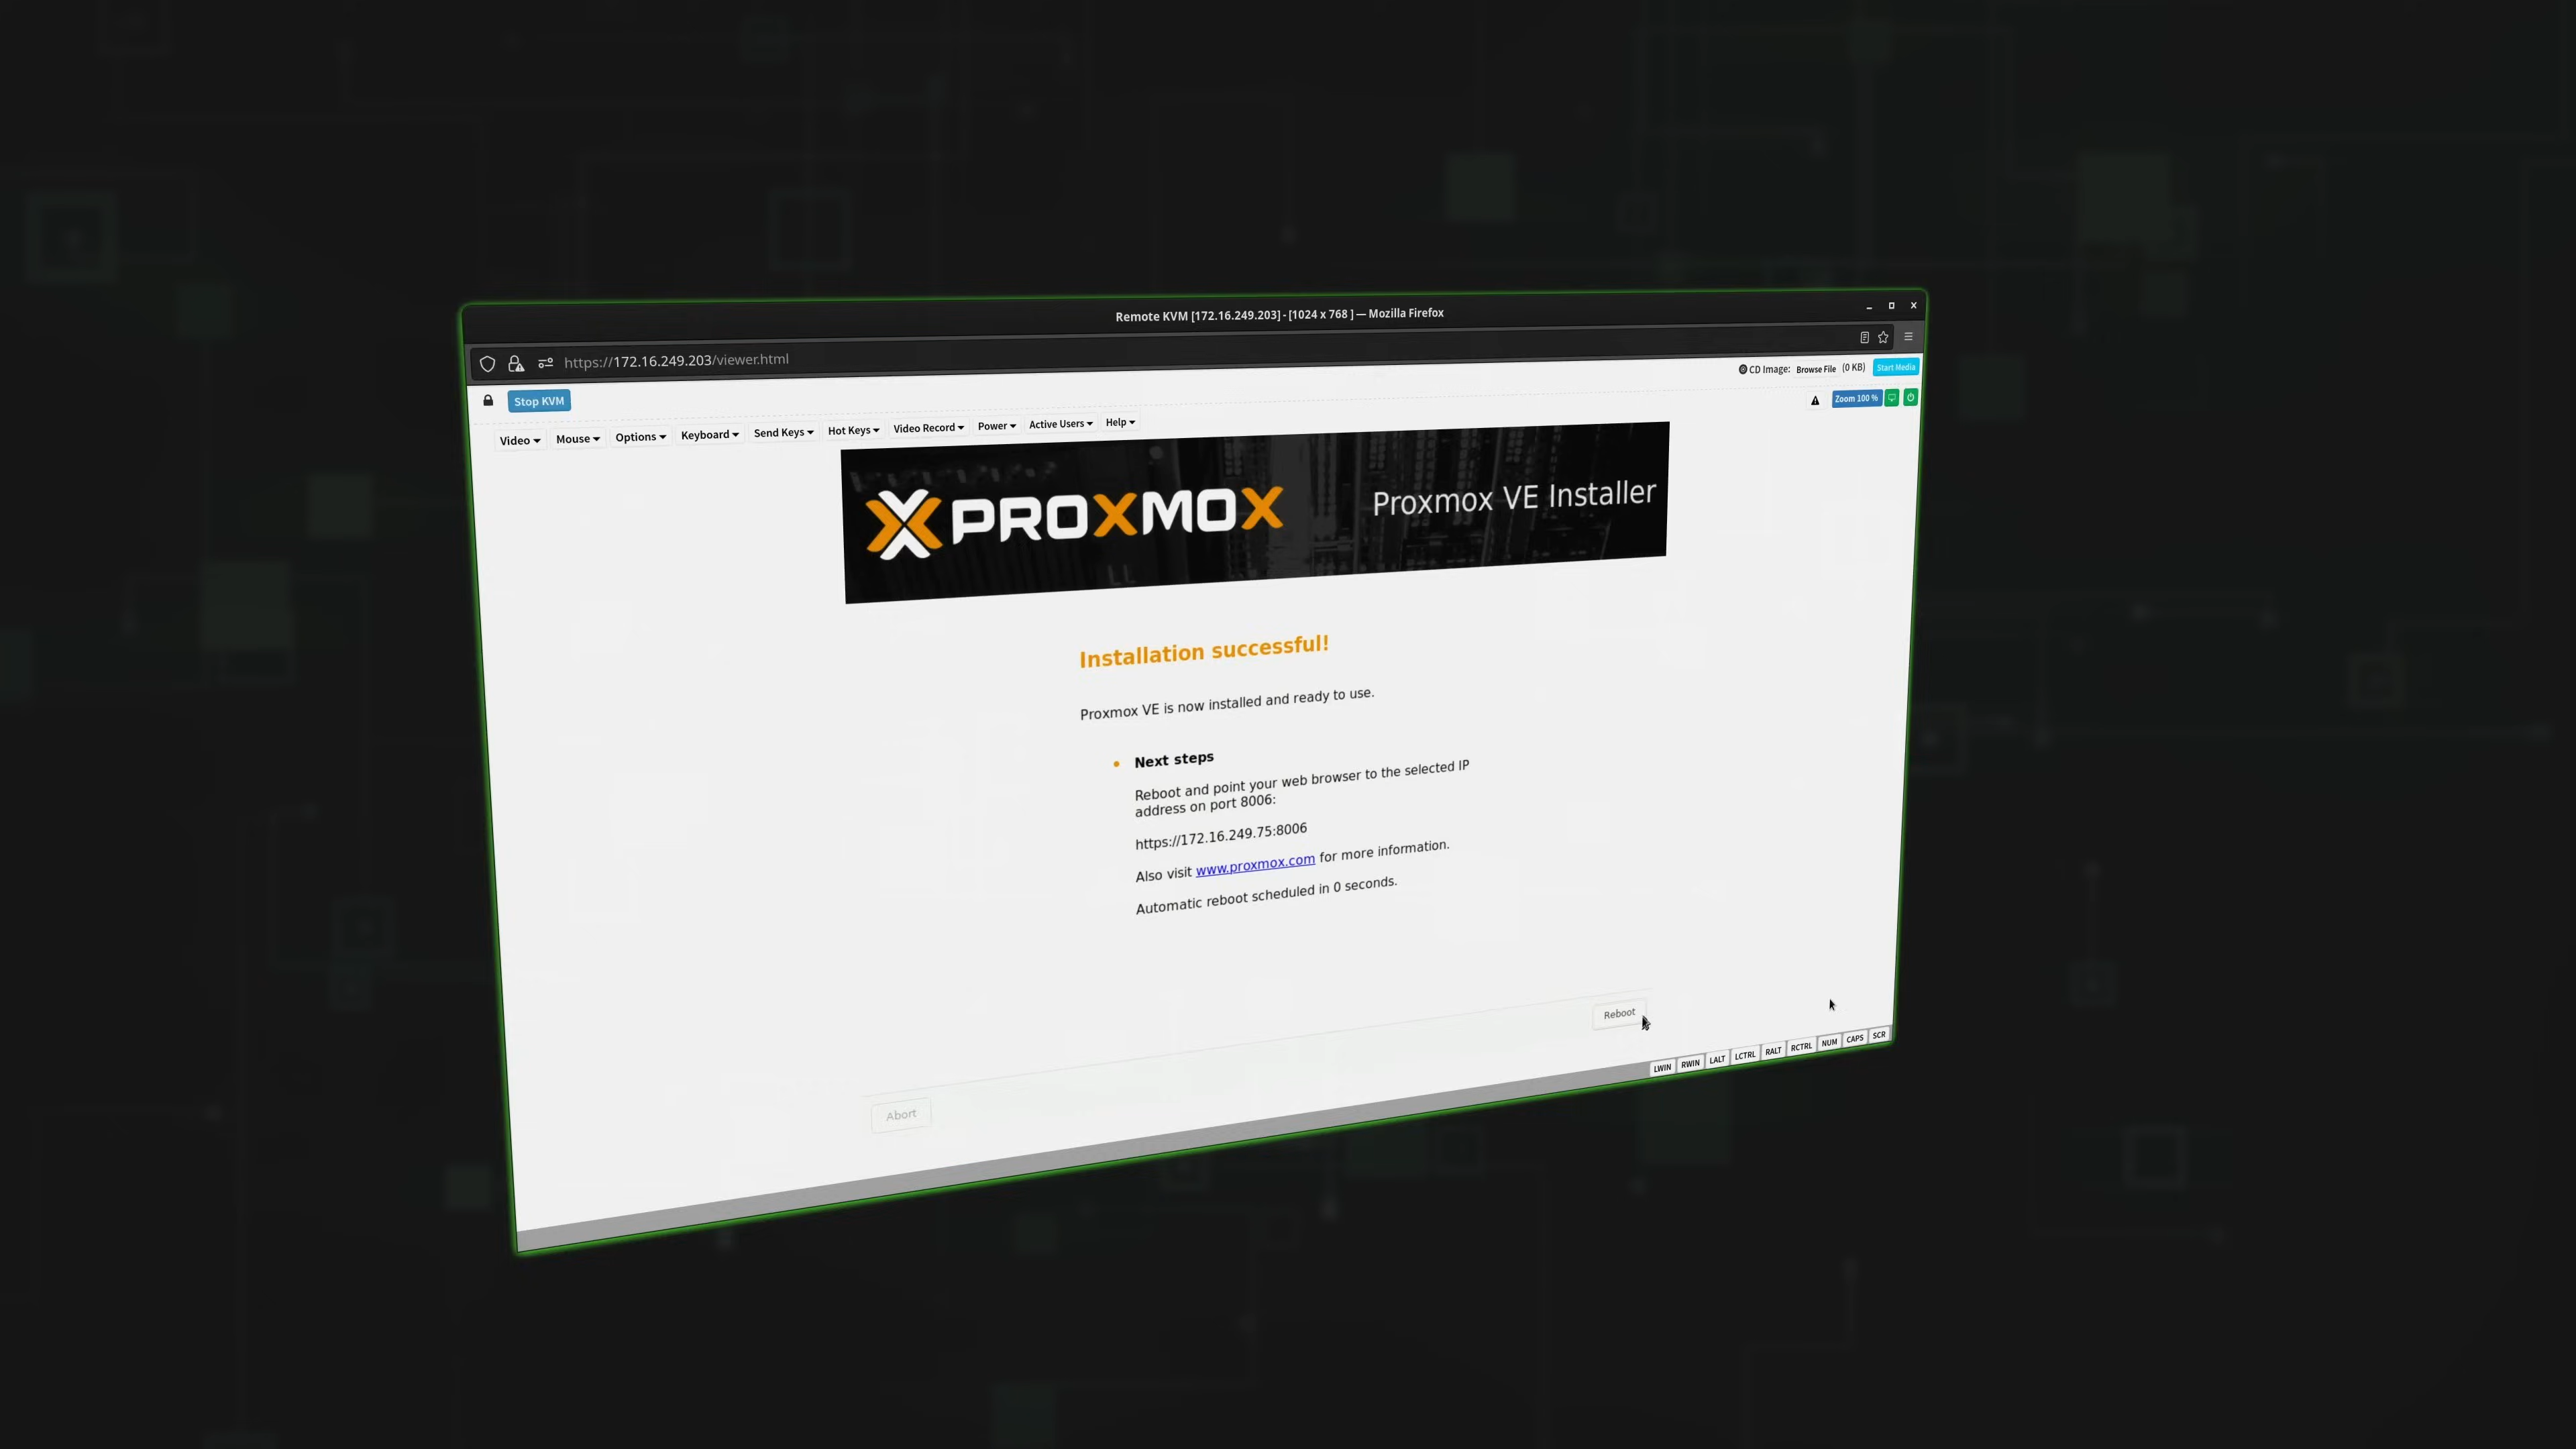 Remote KVM [172.16.249.203] - [1024 x 768 ] — Mozilla Firefox
https://172.16.249.203/viewer.html
CD Image: Browse File (0 KB) Start Media
Stop KVM
Zoom 100 %
Video Mouse Options Keyboard Send Keys Hot Keys Video Record Power Active Users Help
PROXMOX Proxmox VE Installer
Installation successful!
Proxmox VE is now installed and ready to use.
• Next steps
Reboot and point your web browser to the selected IP
address on port 8006:
https://172.16.249.75:8006
Also visit www.proxmox.com for more information.
Automatic reboot scheduled in 0 seconds.
Abort Reboot
LWIN RWIN LALT LCTRL RALT RCTRL NUM CAPS SCR